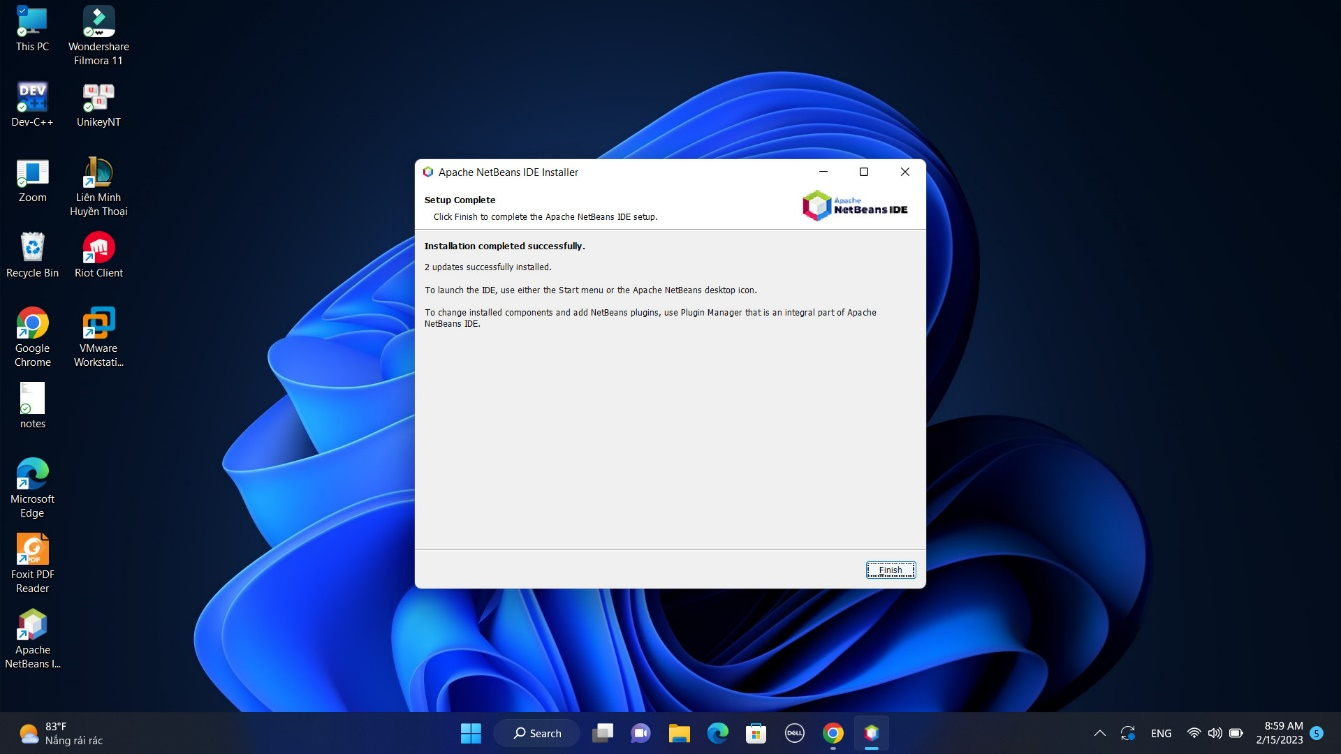 This PC
Wondershare
Filmora 11
DEV
C++
Dev-C++
u i
n
UnikeyNT
Zoom
Liên Minh
Huyền Thoại
Recycle Bin
Riot Client
Google
Chrome
VMware
Workstati...
notes
Microsoft
Edge
PDF
Foxit PDF
Reader
Apache
NetBeans I...
Apache NetBeans IDE Installer
Setup Complete
Click Finish to complete the Apache NetBeans IDE setup.
Apache
NetBeans IDE
Installation completed successfully.
2 updates successfully installed.
To launch the IDE, use either the Start menu or the Apache NetBeans desktop icon.
To change installed components and add NetBeans plugins, use Plugin Manager that is an integral part of Apache
NetBeans IDE.
Finish
83°F
Nắng rải rác
Search
DELL
ENG
8:59 AM
2/15/2023
5